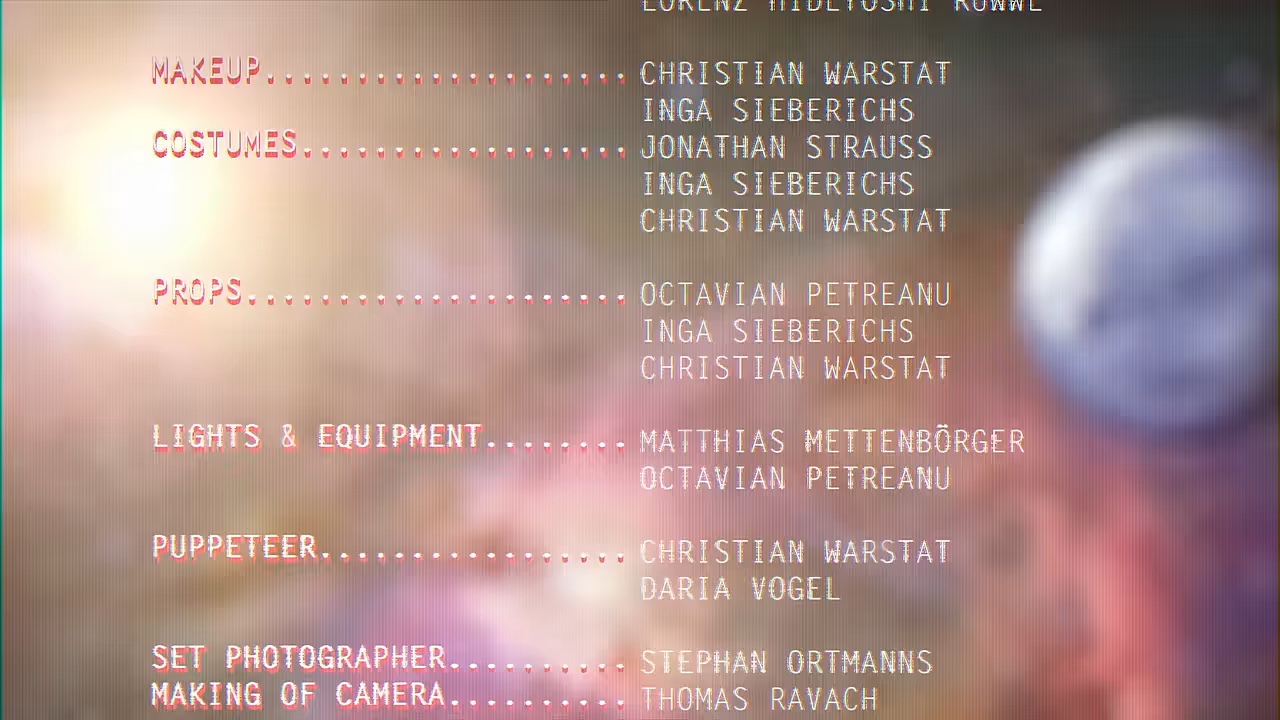 MAKEUP.................... CHRISTIAN WARSTAT
INGA SIEBERICHS
COSTUMES.................. JONATHAN STRAUSS
INGA SIEBERICHS
CHRISTIAN WARSTAT
PROPS..................... OCTAVIAN PETREANU
INGA SIEBERICHS
CHRISTIAN WARSTAT
LIGHTS & EQUIPMENT........ MATTHIAS METTENBÖRGER
OCTAVIAN PETREANU
PUPPETEER................. CHRISTIAN WARSTAT
DARIA VOGEL
SET PHOTOGRAPHER.......... STEPHAN ORTMANNS
MAKING OF CAMERA.......... THOMAS RAVACH